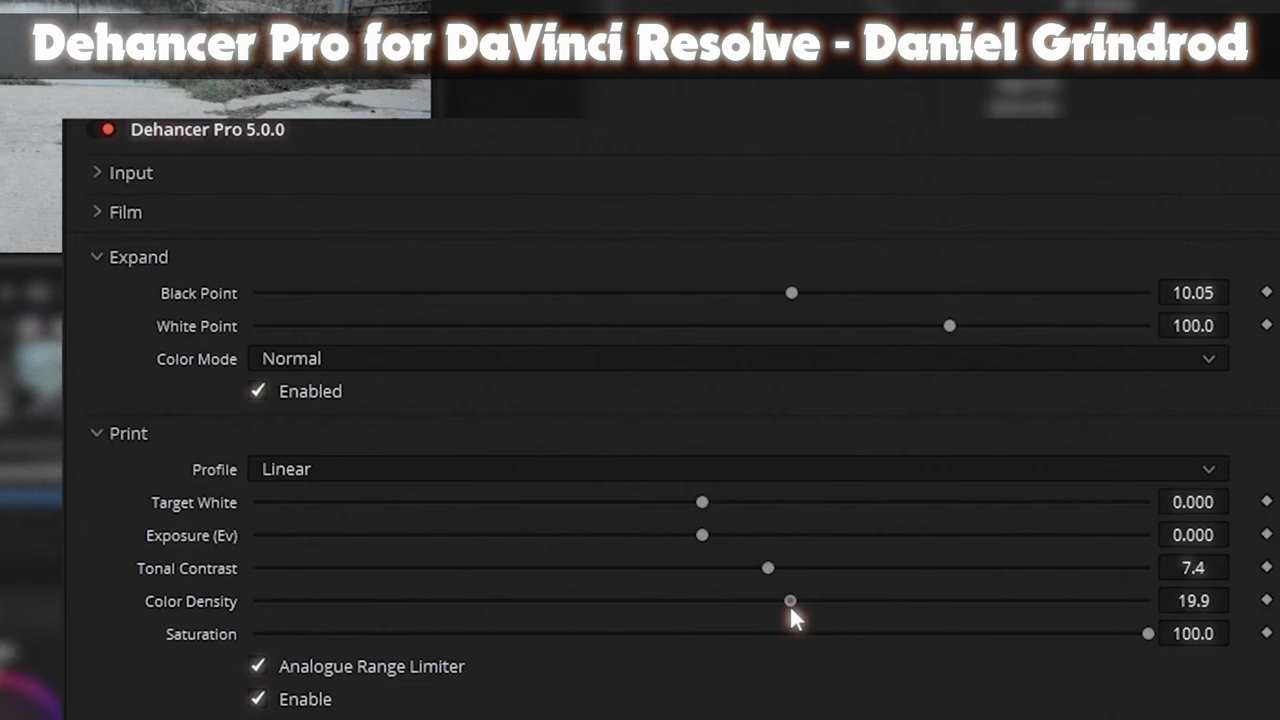 Dehancer Pro for DaVinci Resolve - Daniel Grindrod
Dehancer Pro 5.0.0
Input
Film
Expand
Black Point 10.05
White Point 100.0
Color Mode Normal
Enabled
Print
Profile Linear
Target White 0.000
Exposure (Ev) 0.000
Tonal Contrast 7.4
Color Density 19.9
Saturation 100.0
Analogue Range Limiter
Enable